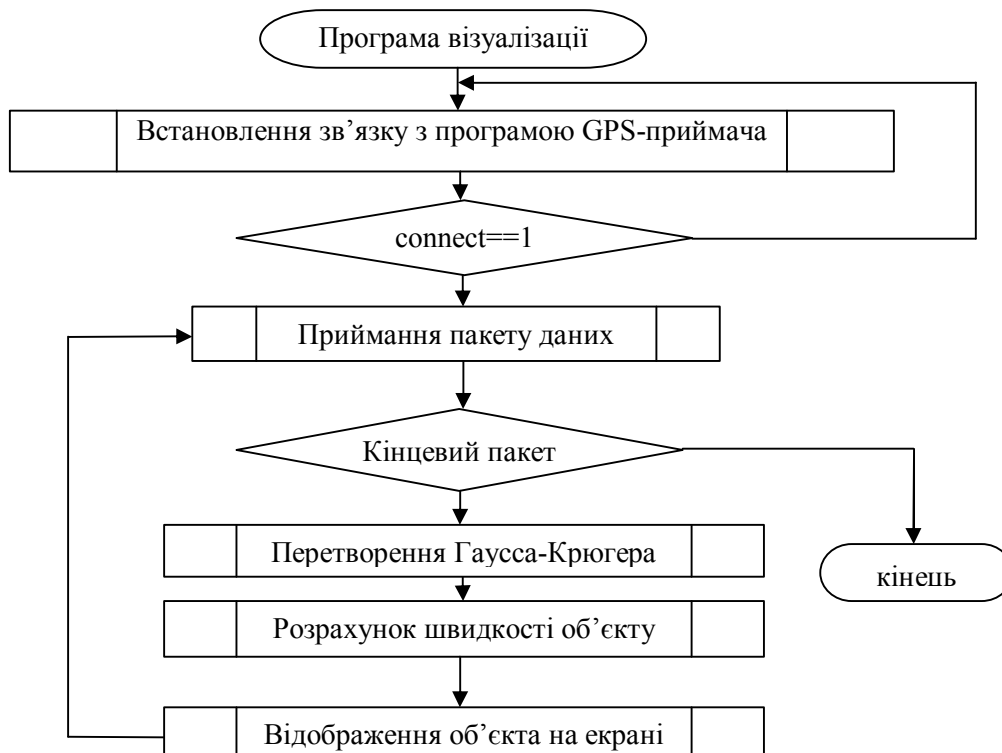 Програма візуалізації
Встановлення зв’язку з програмою GPS-приймача
connect==1
Приймання пакету даних
Кінцевий пакет
Перетворення Гаусса-Крюгера
кінець
Розрахунок швидкості об’єкту
Відображення об’єкта на екрані